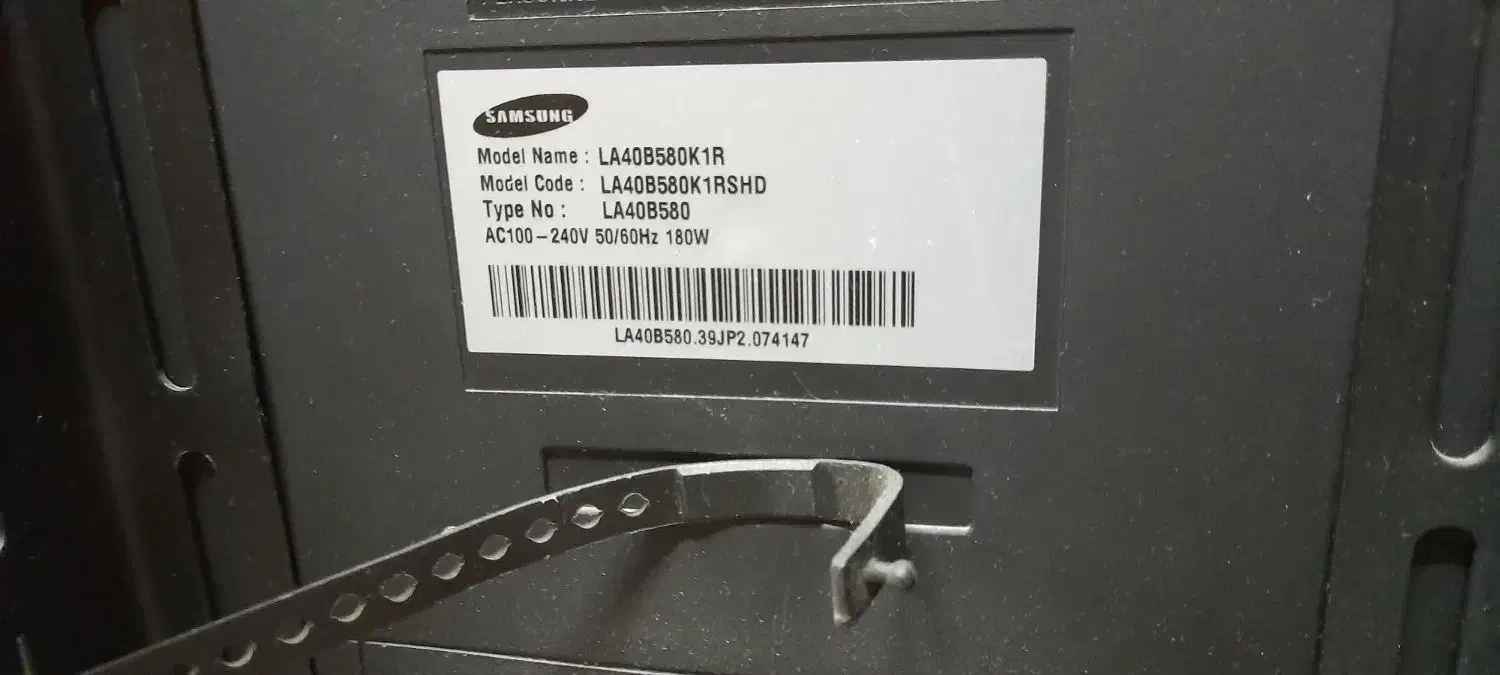 SAMSUNG
Model Name : LA40B580K1R
Model Code : LA40B580K1RSHD
Type No : LA40B580
AC100-240V 50/60Hz 180W
LA40B580.39JP2.074147